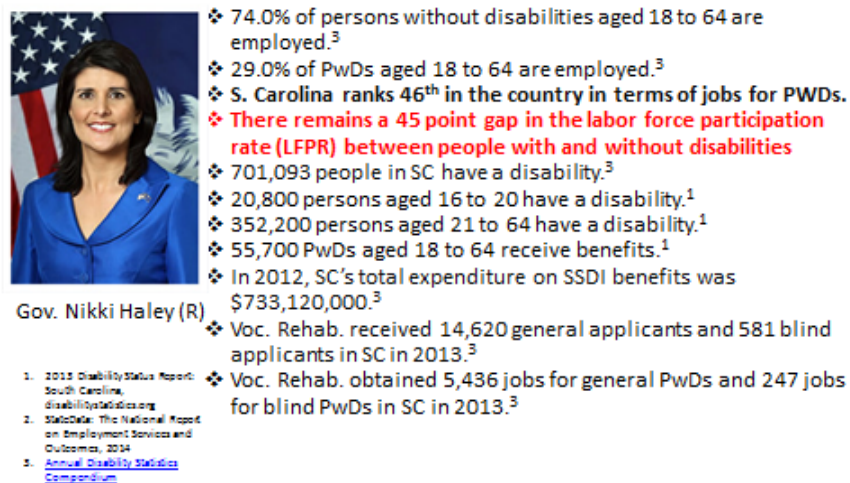 ❖ 74.0% of persons without disabilities aged 18 to 64 are
employed.³
❖ 29.0% of PwDs aged 18 to 64 are employed.³
❖ S. Carolina ranks 46th in the country in terms of jobs for PWDs.
❖ There remains a 45 point gap in the labor force participation
rate (LFPR) between people with and without disabilities
❖ 701,093 people in SC have a disability.³
❖ 20,800 persons aged 16 to 20 have a disability.¹
❖ 352,200 persons aged 21 to 64 have a disability.¹
❖ 55,700 PwDs aged 18 to 64 receive benefits.¹
❖ In 2012, SC’s total expenditure on SSDI benefits was
$733,120,000.³
❖ Voc. Rehab. received 14,620 general applicants and 581 blind
applicants in SC in 2013.³
❖ Voc. Rehab. obtained 5,436 jobs for general PwDs and 247 jobs
for blind PwDs in SC in 2013.³
Gov. Nikki Haley (R)
1. 2013 Disability Status Report:
South Carolina,
disabilitystatistics.org
2. StateData: The National Report
on Employment Services and
Outcomes, 2014
3. Annual Disability Statistics
Compendium